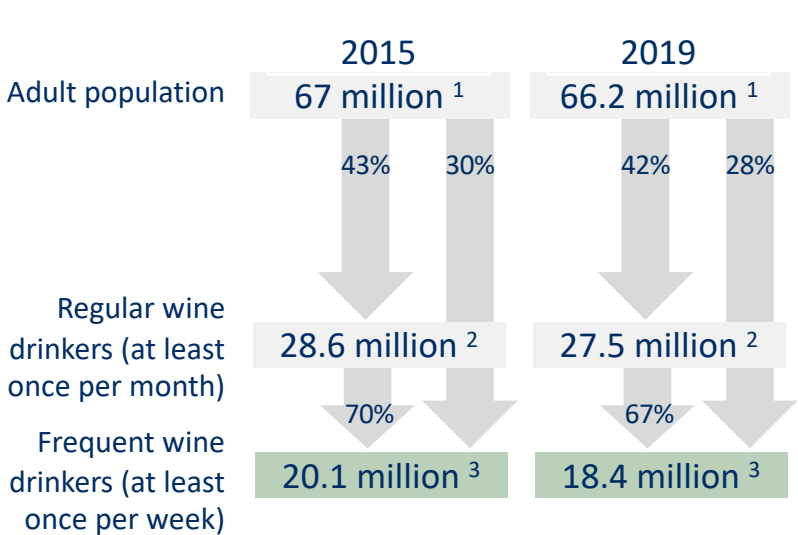 2015 2019
Adult population 67 million ¹ 66.2 million ¹
43% 30% 42% 28%
Regular wine
drinkers (at least 28.6 million ² 27.5 million ²
once per month)
70% 67%
Frequent wine
drinkers (at least 20.1 million ³ 18.4 million ³
once per week)